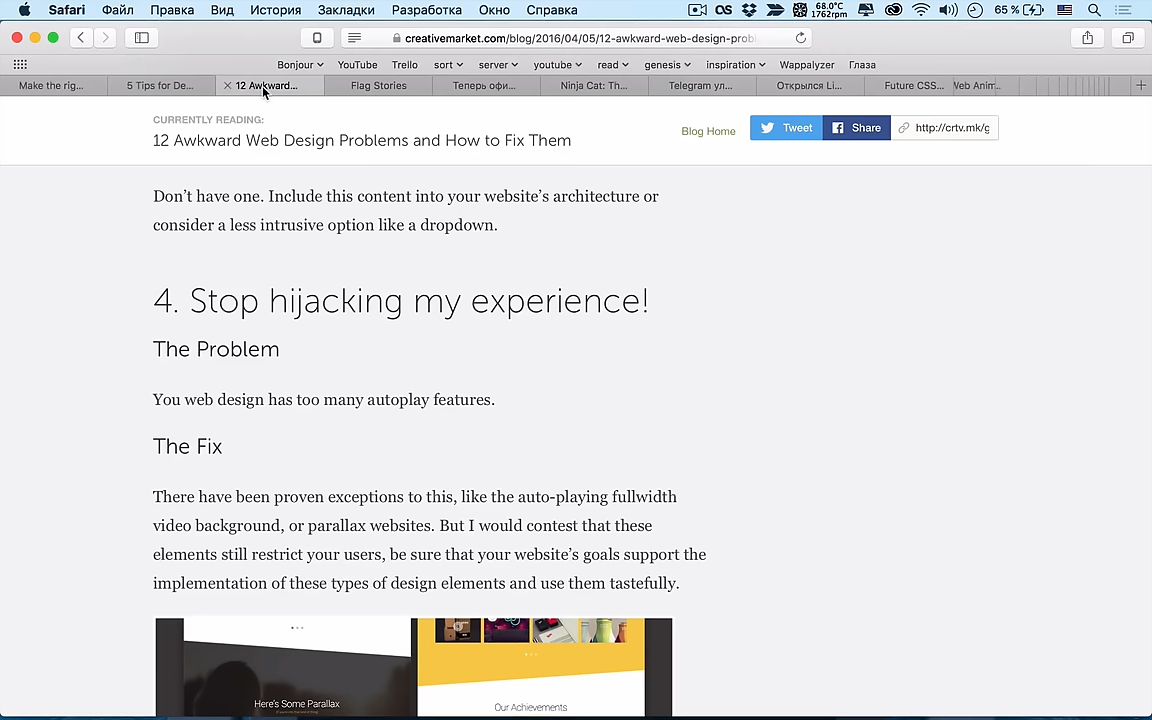 Safari Файл Правка Вид История Закладки Разработка Окно Справка 68.0°C 1762rpm 65 %
creativemarket.com/blog/2016/04/05/12-awkward-web-design-prob
Bonjour YouTube Trello sort server youtube read genesis inspiration Wappalyzer Глаза
Make the rig... 5 Tips for De... 12 Awkward... Flag Stories Теперь офи... Ninja Cat: Th... Telegram ул... Открылся Li... Future CSS... Web Anim...
CURRENTLY READING:
12 Awkward Web Design Problems and How to Fix Them
Blog Home Tweet Share http://crtv.mk/g
Don’t have one. Include this content into your website’s architecture or
consider a less intrusive option like a dropdown.
4. Stop hijacking my experience!
The Problem
You web design has too many autoplay features.
The Fix
There have been proven exceptions to this, like the auto-playing fullwidth
video background, or parallax websites. But I would contest that these
elements still restrict your users, be sure that your website’s goals support the
implementation of these types of design elements and use them tastefully.
Here's Some Parallax
Our Achievements